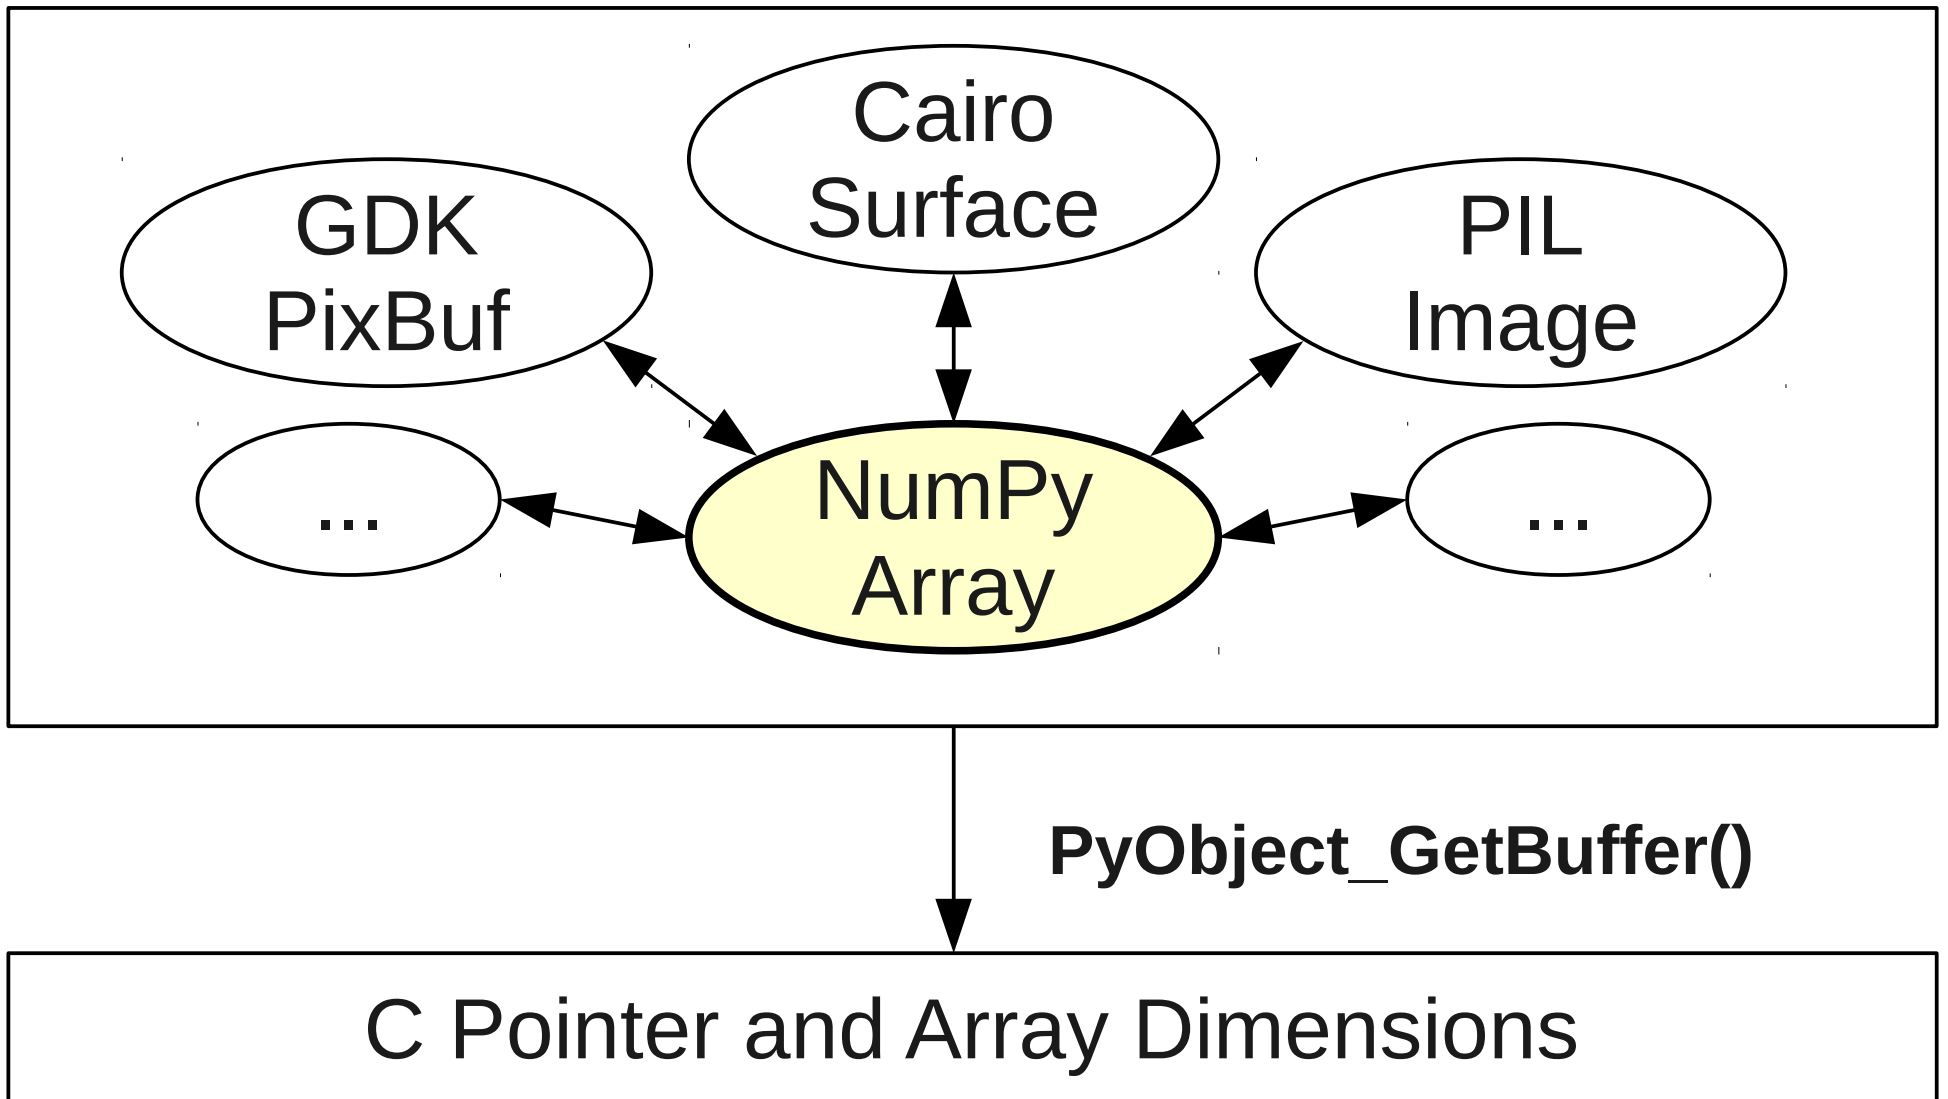 Cairo
Surface
GDK
PixBuf
PIL
Image
...
NumPy
Array
...
PyObject_GetBuffer()
C Pointer and Array Dimensions